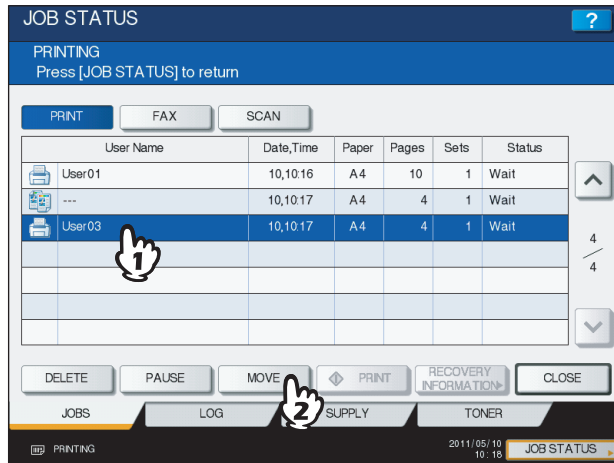 JOB STATUS
?
PRINTING
Press [JOB STATUS] to return
PRINT FAX SCAN
User Name Date,Time Paper Pages Sets Status
User01 10,10:16 A4 10 1 Wait
--- 10,10:17 A4 4 1 Wait
User03 10,10:17 A4 4 1 Wait
1
4
4
DELETE PAUSE MOVE PRINT RECOVERY INFORMATION CLOSE
2
JOBS LOG SUPPLY TONER
PRINTING 2011/05/10
10:18 JOB STATUS